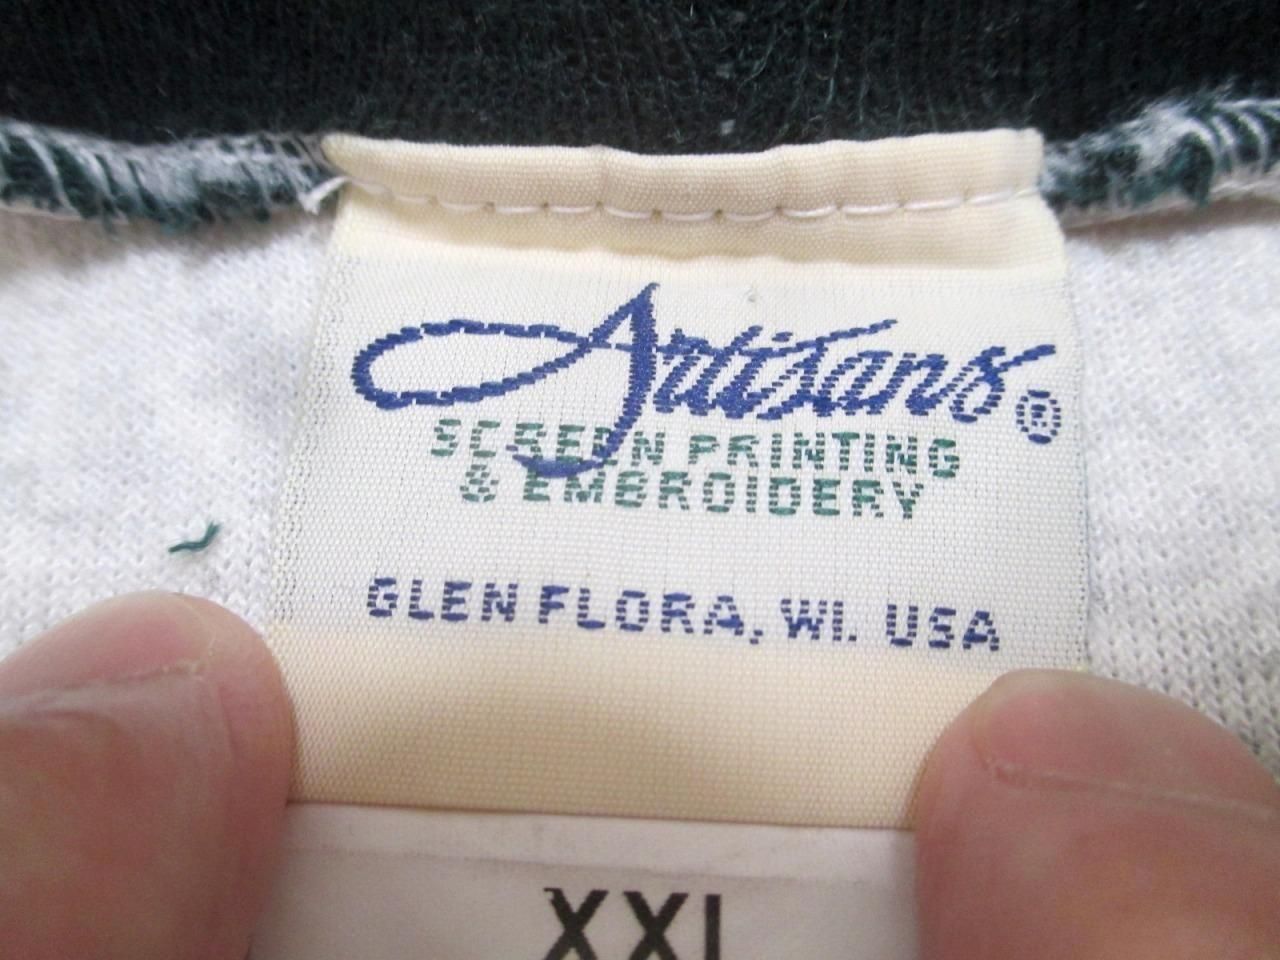 Artisans®
SCREEN PRINTING
& EMBROIDERY
GLEN FLORA, WI. USA
XXL